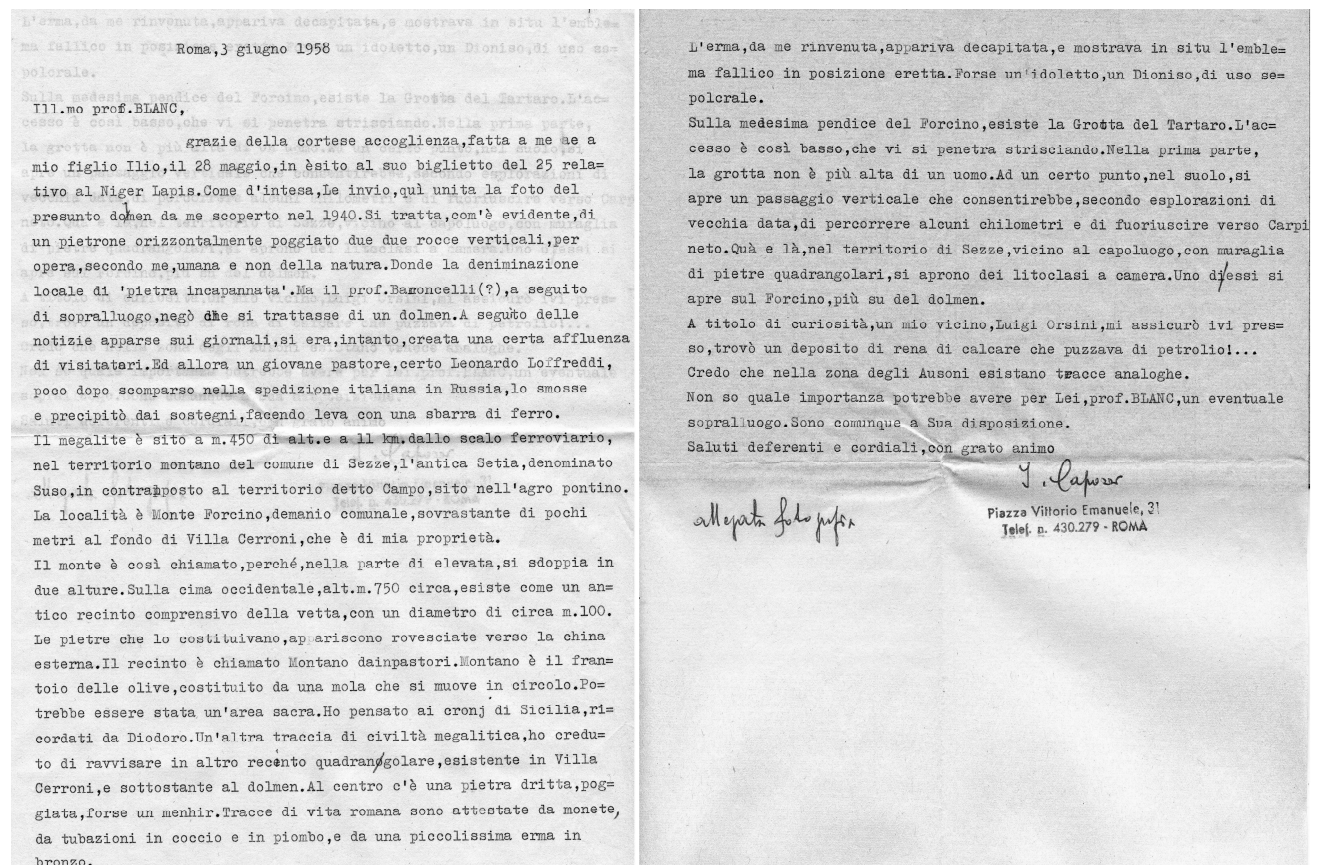 Roma,3 giugno 1958
Ill.mo prof.BLANC,
grazie della cortese accoglienza,fatta a me ae a
mio figlio Ilio,il 28 maggio,in èsito al suo biglietto del 25 rela=
tivo al Niger Lapis.Come d'intesa,Le invio,quì unita la foto del
presunto dolmen da me scoperto nel 1940.Si tratta,com'è evidente,di
un pietrone orizzontalmente poggiato due due rocce verticali,per
opera,secondo me,umana e non della natura.Donde la deniminazione
locale di 'pietra incapannata'.Ma il prof.Baroncelli(?),a seguito
di sopralluogo,negò che si trattasse di un dolmen.A seguito delle
notizie apparse sui giornali,si era,intanto,creata una certa affluenza
di visitatari.Ed allora un giovane pastore,certo Leonardo Loffreddi,
poco dopo scomparso nella spedizione italiana in Russia,lo smosse
e precipitò dai sostegni,facendo leva con una sbarra di ferro.
Il megalite è sito a m.450 di alt.e a 11 km.dallo scalo ferroviario,
nel territorio montano del comune di Sezze,l'antica Setia,denominato
Suso,in contrapposto al territorio detto Campo,sito nell'agro pontino.
La località è Monte Forcino,demanio comunale,sovrastante di pochi
metri al fondo di Villa Cerroni,che è di mia proprietà.
Il monte è così chiamato,perché,nella parte di elevata,si sdoppia in
due alture.Sulla cima occidentale,alt.m.750 circa,esiste come un an=
tico recinto comprensivo della vetta,con un diametro di circa m.100.
Le pietre che lo costituivano,appariscono rovesciate verso la china
esterna.Il recinto è chiamato Montano dainpastori.Montano è il fran=
toio delle olive,costituito da una mola che si muove in circolo.Po=
trebbe essere stata un'area sacra.Ho pensato ai cronj di Sicilia,ri=
cordati da Diodoro.Un'altra traccia di civiltà megalitica,ho credu=
to di ravvisare in altro recinto quadrangolare,esistente in Villa
Cerroni,e sottostante al dolmen.Al centro c'è una pietra dritta,pog=
giata,forse un menhir.Tracce di vita romana sono attestate da monete,
da tubazioni in coccio e in piombo,e da una piccolissima erma in
bronzo.
L'erma,da me rinvenuta,appariva decapitata,e mostrava in situ l'emble=
ma fallico in posizione eretta.Forse un'idoletto,un Dioniso,di uso se=
polcrale.
Sulla medesima pendice del Forcino,esiste la Grotta del Tartaro.L'ac=
cesso è così basso,che vi si penetra strisciando.Nella prima parte,
la grotta non è più alta di un uomo.Ad un certo punto,nel suolo,si
apre un passaggio verticale che consentirebbe,secondo esplorazioni di
vecchia data,di percorrere alcuni chilometri e di fuoriuscire verso Carpi
neto.Quà e là,nel territorio di Sezze,vicino al capoluogo,con muraglia
di pietre quadrangolari,si aprono dei litoclasi a camera.Uno di essi si
apre sul Forcino,più su del dolmen.
A titolo di curiosità,un mio vicino,Luigi Orsini,mi assicurò ivi pres=
so,trovò un deposito di rena di calcare che puzzava di petrolio!...
Credo che nella zona degli Ausoni esistano tracce analoghe.
Non so quale importanza potrebbe avere per Lei,prof.BLANC,un eventuale
sopralluogo.Sono comunque a Sua disposizione.
Saluti deferenti e cordiali,con grato animo
allegata fotografia
Piazza Vittorio Emanuele, 31
Telef. n. 430.279 - ROMA